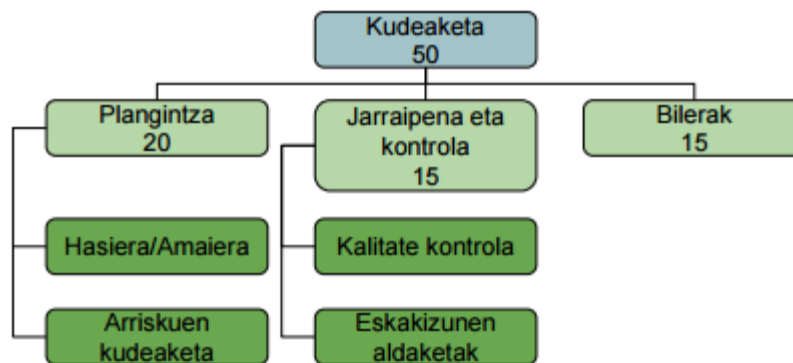 Kudeaketa
50
Plangintza
20
Jarraipena eta
kontrola
15
Bilerak
15
Hasiera/Amaiera
Kalitate kontrola
Arriskuen
kudeaketa
Eskakizunen
aldaketak